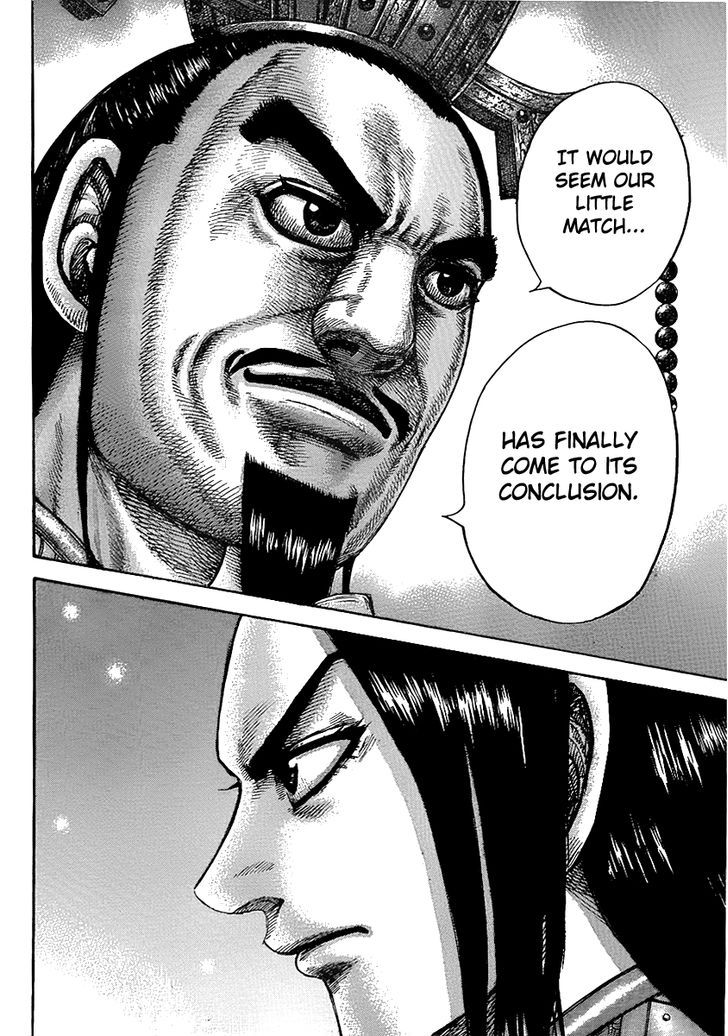 IT WOULD
SEEM OUR
LITTLE
MATCH...
HAS FINALLY
COME TO ITS
CONCLUSION.